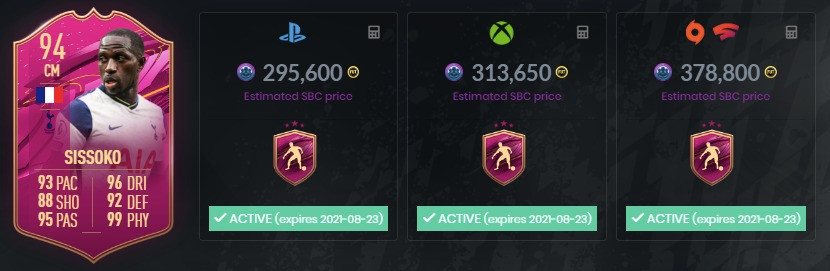 94
CM
SISSOKO
93 PAC 96 DRI
88 SHO 92 DEF
95 PAS 99 PHY
295,600
Estimated SBC price
ACTIVE (expires 2021-08-23)
313,650
Estimated SBC price
ACTIVE (expires 2021-08-23)
378,800
Estimated SBC price
ACTIVE (expires 2021-08-23)